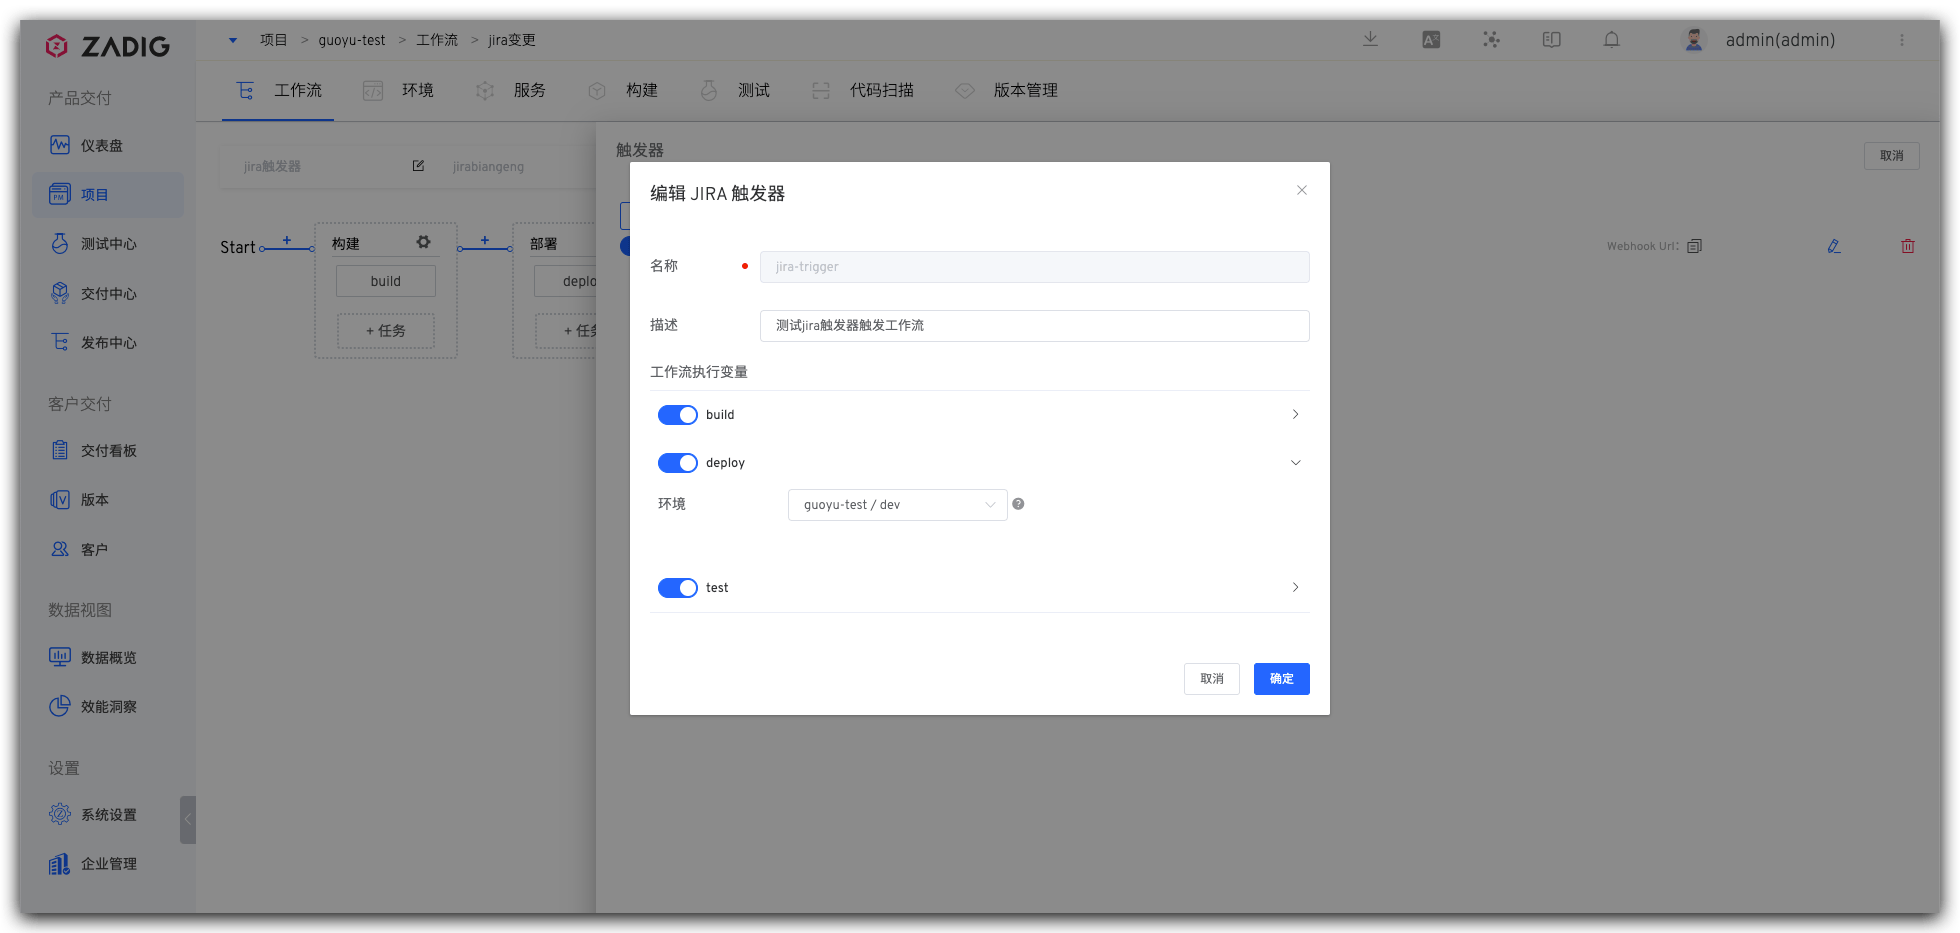 ZADIG
项目 > guoyu-test > 工作流 > jira变更
admin(admin)
产品交付
仪表盘
项目
测试中心
交付中心
发布中心
客户交付
交付看板
版本
客户
数据视图
数据概览
效能洞察
设置
系统设置
企业管理
工作流 环境 服务 构建 测试 代码扫描 版本管理
jira触发器 jirabiangeng
Start
构建
build
+ 任务
部署
deplo
+ 任务
触发器
取消
Webhook Url:
编辑 JIRA 触发器
名称 jira-trigger
描述 测试jira触发器触发工作流
工作流执行变量
build
deploy
环境 guoyu-test / dev
test
取消 确定